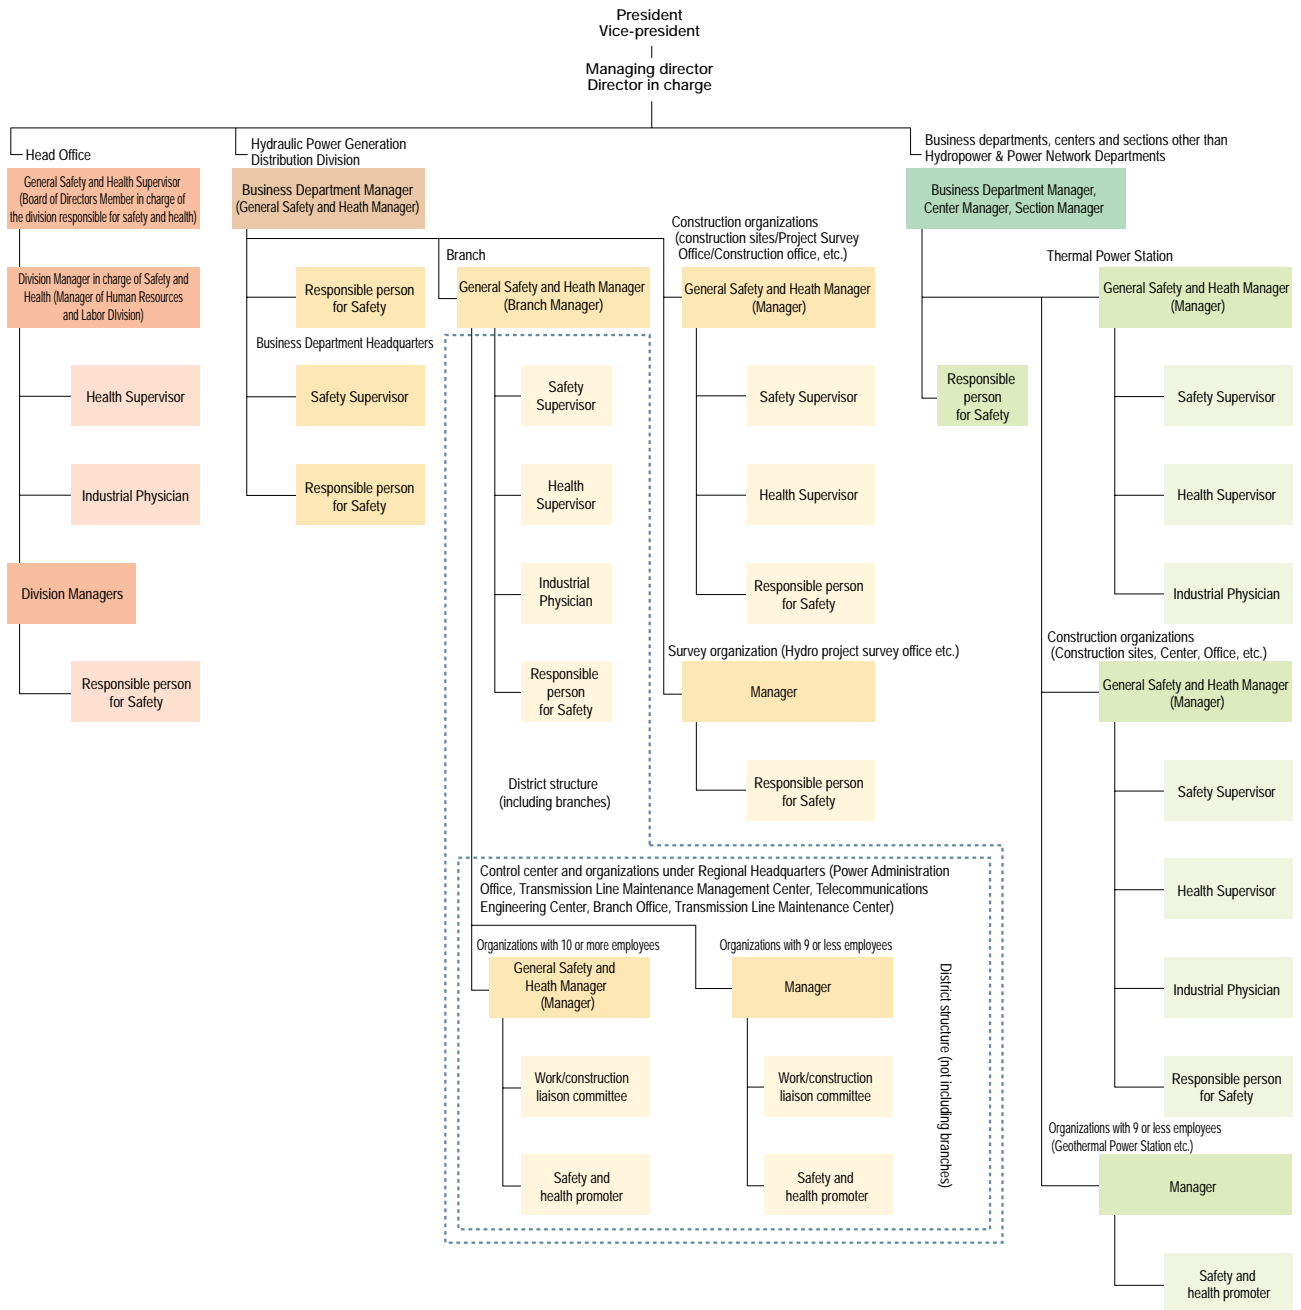 President
Vice-president
Managing director
Director in charge
Head Office
General Safety and Health Supervisor
(Board of Directors Member in charge of
the division responsible for safety and health)
Division Manager in charge of Safety and
Health (Manager of Human Resources
and Labor DIvision)
Health Supervisor
Industrial Physician
Division Managers
Responsible person
for Safety
Hydraulic Power Generation
Distribution Division
Business Department Manager
(General Safety and Heath Manager)
Responsible person
for Safety
Business Department Headquarters
Safety Supervisor
Responsible person
for Safety
Branch
General Safety and Heath Manager
(Branch Manager)
Safety
Supervisor
Health
Supervisor
Industrial
Physician
Responsible
person
for Safety
District structure
(including branches)
Construction organizations
(construction sites/Project Survey
Office/Construction office, etc.)
General Safety and Heath Manager
(Manager)
Safety Supervisor
Health Supervisor
Responsible person
for Safety
Survey organization (Hydro project survey office etc.)
Manager
Responsible person
for Safety
Control center and organizations under Regional Headquarters (Power Administration
Office, Transmission Line Maintenance Management Center, Telecommunications
Engineering Center, Branch Office, Transmission Line Maintenance Center)
Organizations with 10 or more employees
General Safety and
Heath Manager
(Manager)
Work/construction
liaison committee
Safety and
health promoter
Organizations with 9 or less employees
Manager
Work/construction
liaison committee
Safety and
health promoter
District structure (not including branches)
Business departments, centers and sections other than
Hydropower & Power Network Departments
Business Department Manager,
Center Manager, Section Manager
Responsible
person
for Safety
Thermal Power Station
General Safety and Heath Manager
(Manager)
Safety Supervisor
Health Supervisor
Industrial Physician
Construction organizations
(Construction sites, Center, Office, etc.)
General Safety and Heath Manager
(Manager)
Safety Supervisor
Health Supervisor
Industrial Physician
Responsible person
for Safety
Organizations with 9 or less employees
(Geothermal Power Station etc.)
Manager
Safety and
health promoter